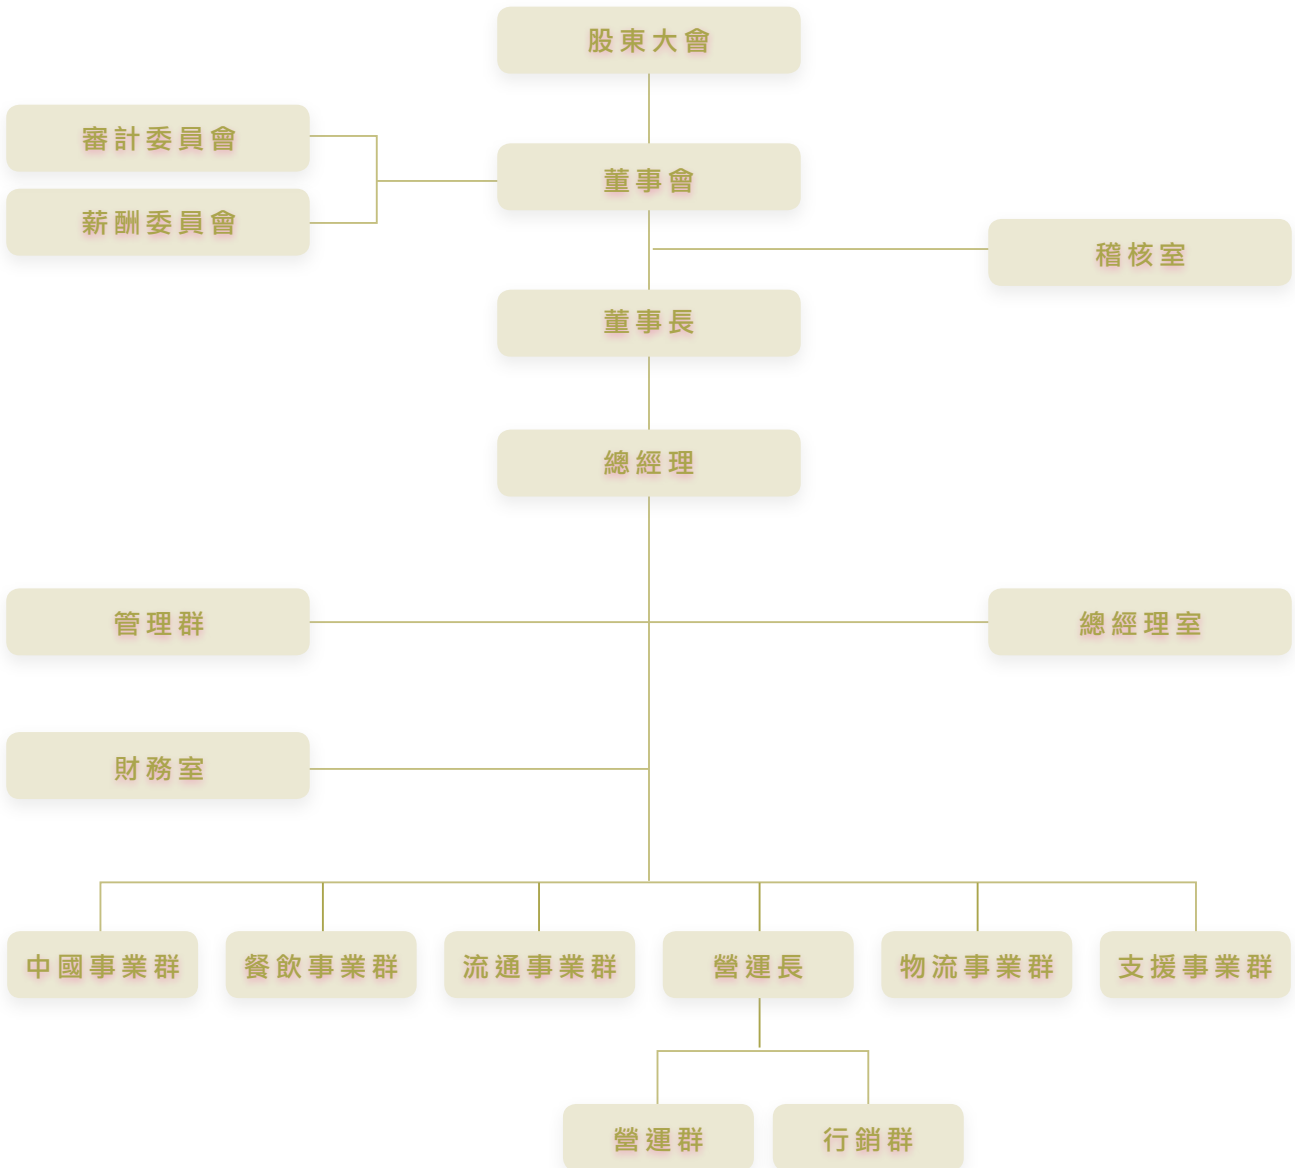 股東大會
審計委員會
董事會
薪酬委員會
稽核室
董事長
總經理
管理群
總經理室
財務室
中國事業群
餐飲事業群
流通事業群
營運長
物流事業群
支援事業群
營運群
行銷群